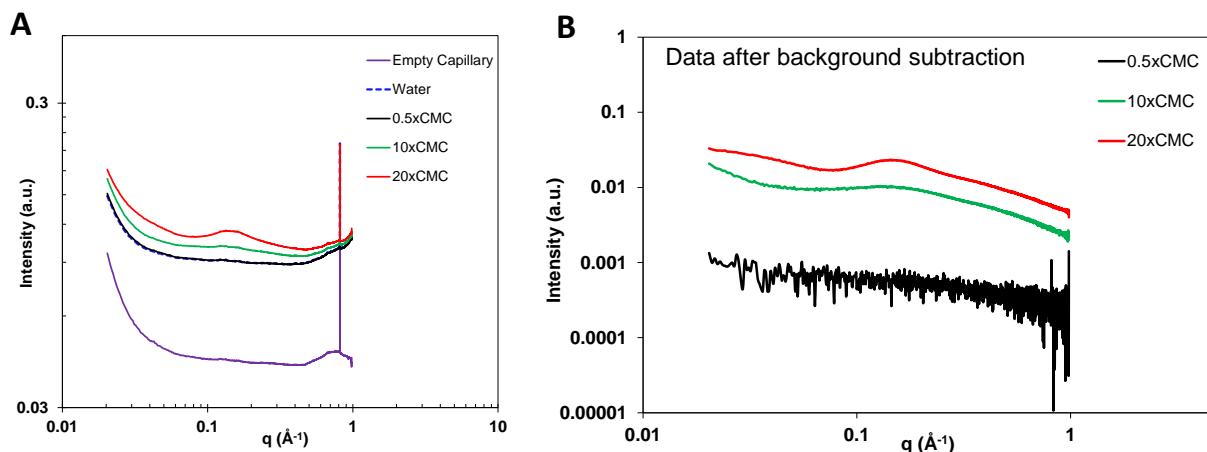 A
0.3
0.03
0.01
0.1
1
10
Intensity (a.u.)
q (Å-1)
Empty Capillary
Water
0.5xCMC
10xCMC
20xCMC
B
Data after background subtraction
1
0.1
0.01
0.001
0.0001
0.00001
0.01
0.1
1
Intensity (a.u.)
q (Å-1)
0.5xCMC
10xCMC
20xCMC